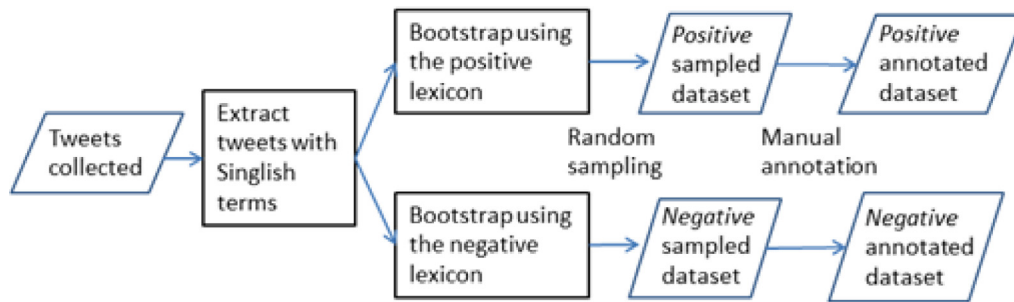 Tweets
collected
Extract
tweets with
Singlish
terms
Bootstrap using
the positive
lexicon
Positive
sampled
dataset
Positive
annotated
dataset
Random
sampling
Manual
annotation
Bootstrap using
the negative
lexicon
Negative
sampled
dataset
Negative
annotated
dataset